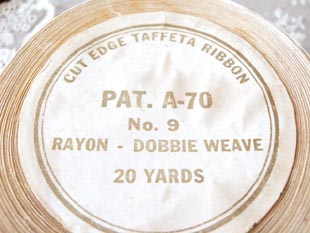 CUT EDGE TAFFETA RIBBON
PAT. A-70
No. 9
RAYON - DOBBIE WEAVE
20 YARDS